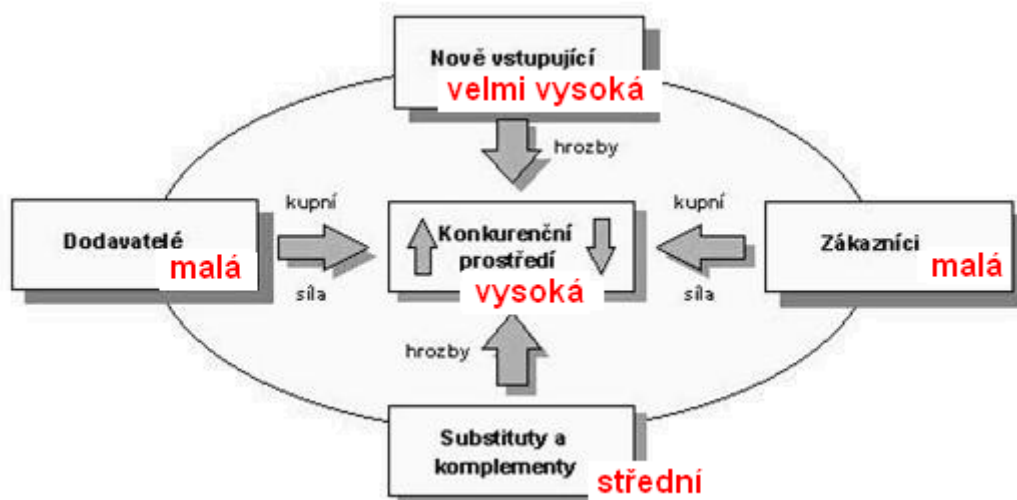 Nově vstupující
velmi vysoká
hrozby
kupní
kupní
Dodavatelé
malá
Konkurenční
prostředí
vysoká
Zákazníci
malá
síla
síla
hrozby
Substituty a
komplementy
střední